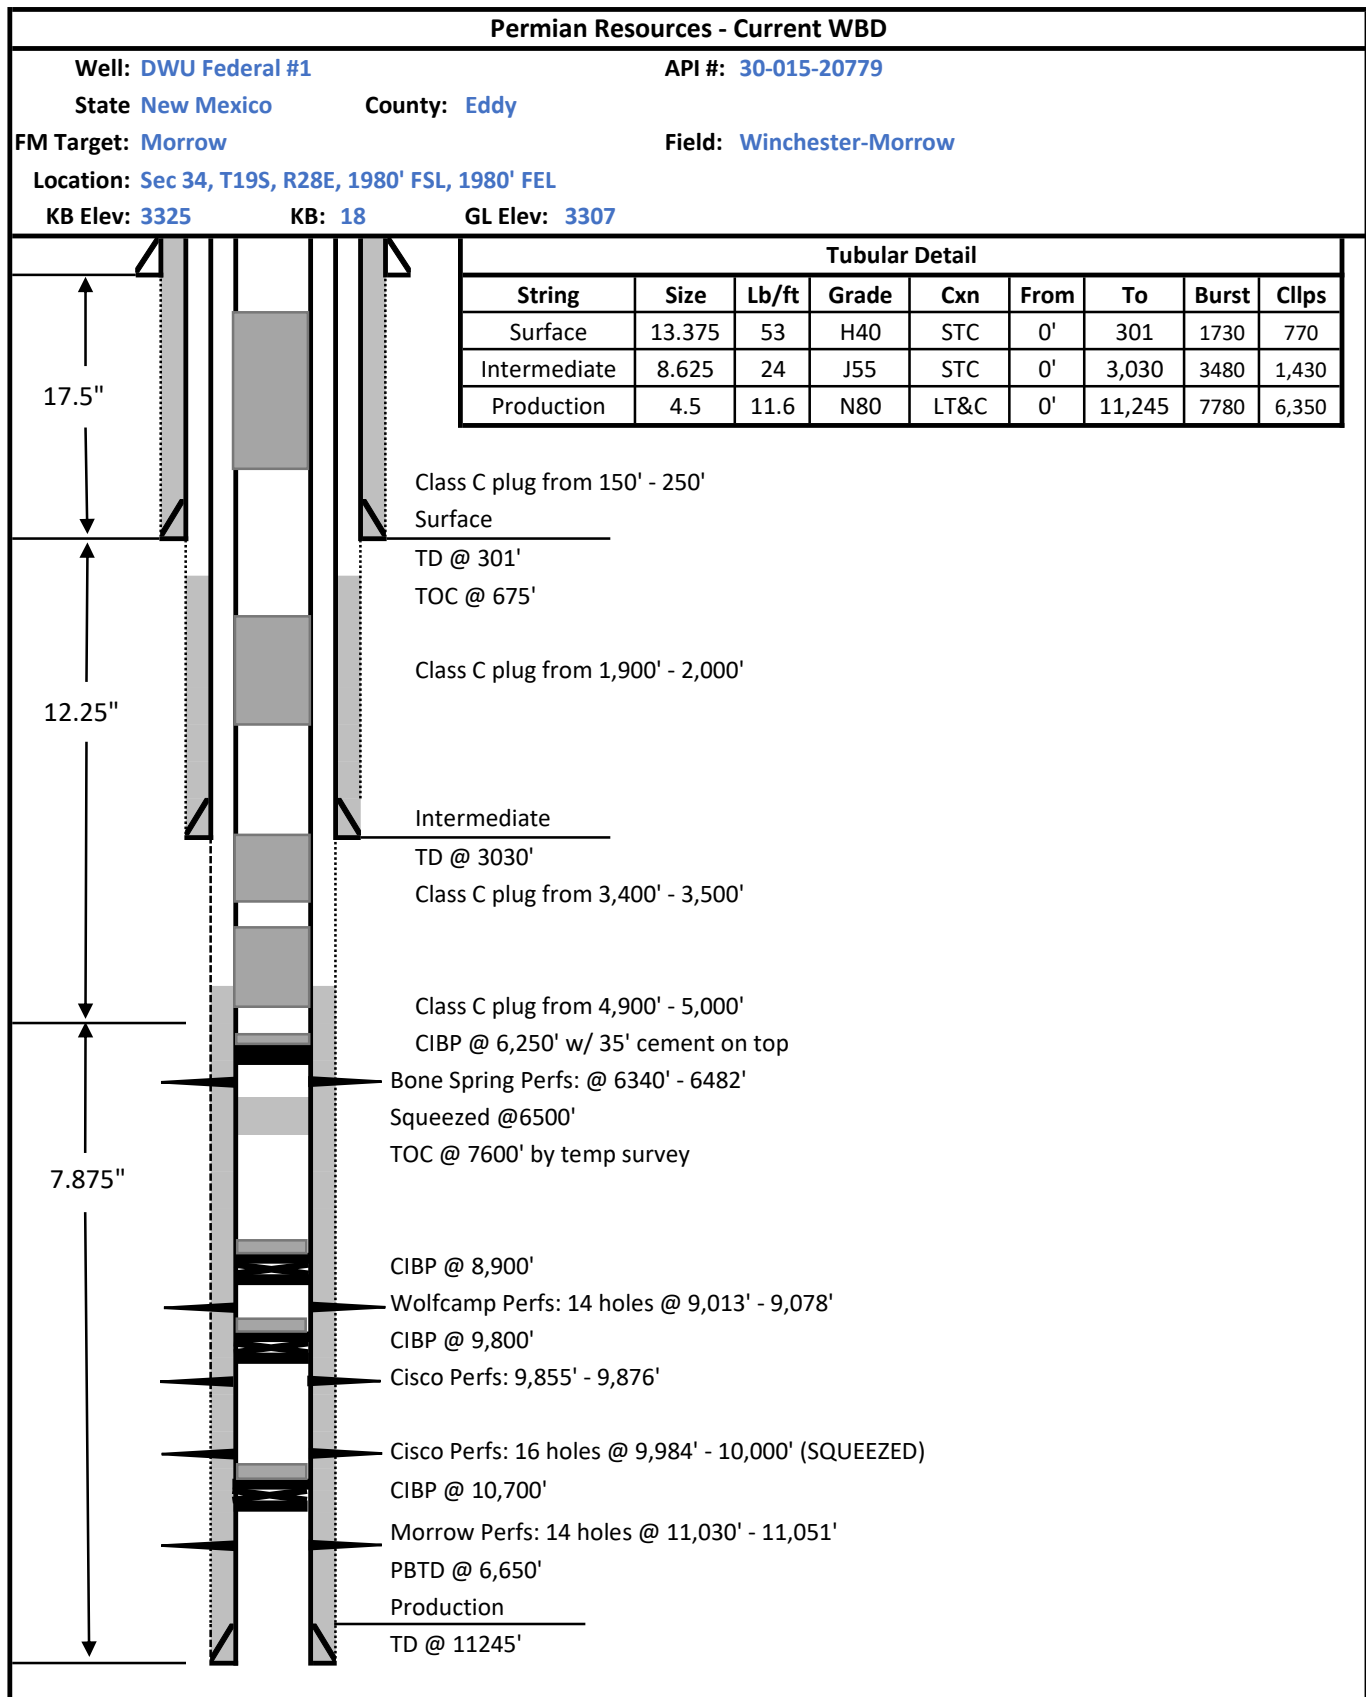 Permian Resources - Current WBD
Well: DWU Federal #1 API #: 30-015-20779
State New Mexico County: Eddy
FM Target: Morrow Field: Winchester-Morrow
Location: Sec 34, T19S, R28E, 1980' FSL, 1980' FEL
KB Elev: 3325 KB: 18 GL Elev: 3307
Tubular Detail
String Size Lb/ft Grade Cxn From To Burst Cllps
Surface 13.375 53 H40 STC 0' 301 1730 770
Intermediate 8.625 24 J55 STC 0' 3,030 3480 1,430
Production 4.5 11.6 N80 LT&C 0' 11,245 7780 6,350
17.5"
Class C plug from 150' - 250'
Surface
TD @ 301'
TOC @ 675'
Class C plug from 1,900' - 2,000'
12.25"
Intermediate
TD @ 3030'
Class C plug from 3,400' - 3,500'
Class C plug from 4,900' - 5,000'
CIBP @ 6,250' w/ 35' cement on top
Bone Spring Perfs: @ 6340' - 6482'
Squeezed @6500'
TOC @ 7600' by temp survey
7.875"
CIBP @ 8,900'
Wolfcamp Perfs: 14 holes @ 9,013' - 9,078'
CIBP @ 9,800'
Cisco Perfs: 9,855' - 9,876'
Cisco Perfs: 16 holes @ 9,984' - 10,000' (SQUEEZED)
CIBP @ 10,700'
Morrow Perfs: 14 holes @ 11,030' - 11,051'
PBTD @ 6,650'
Production
TD @ 11245'